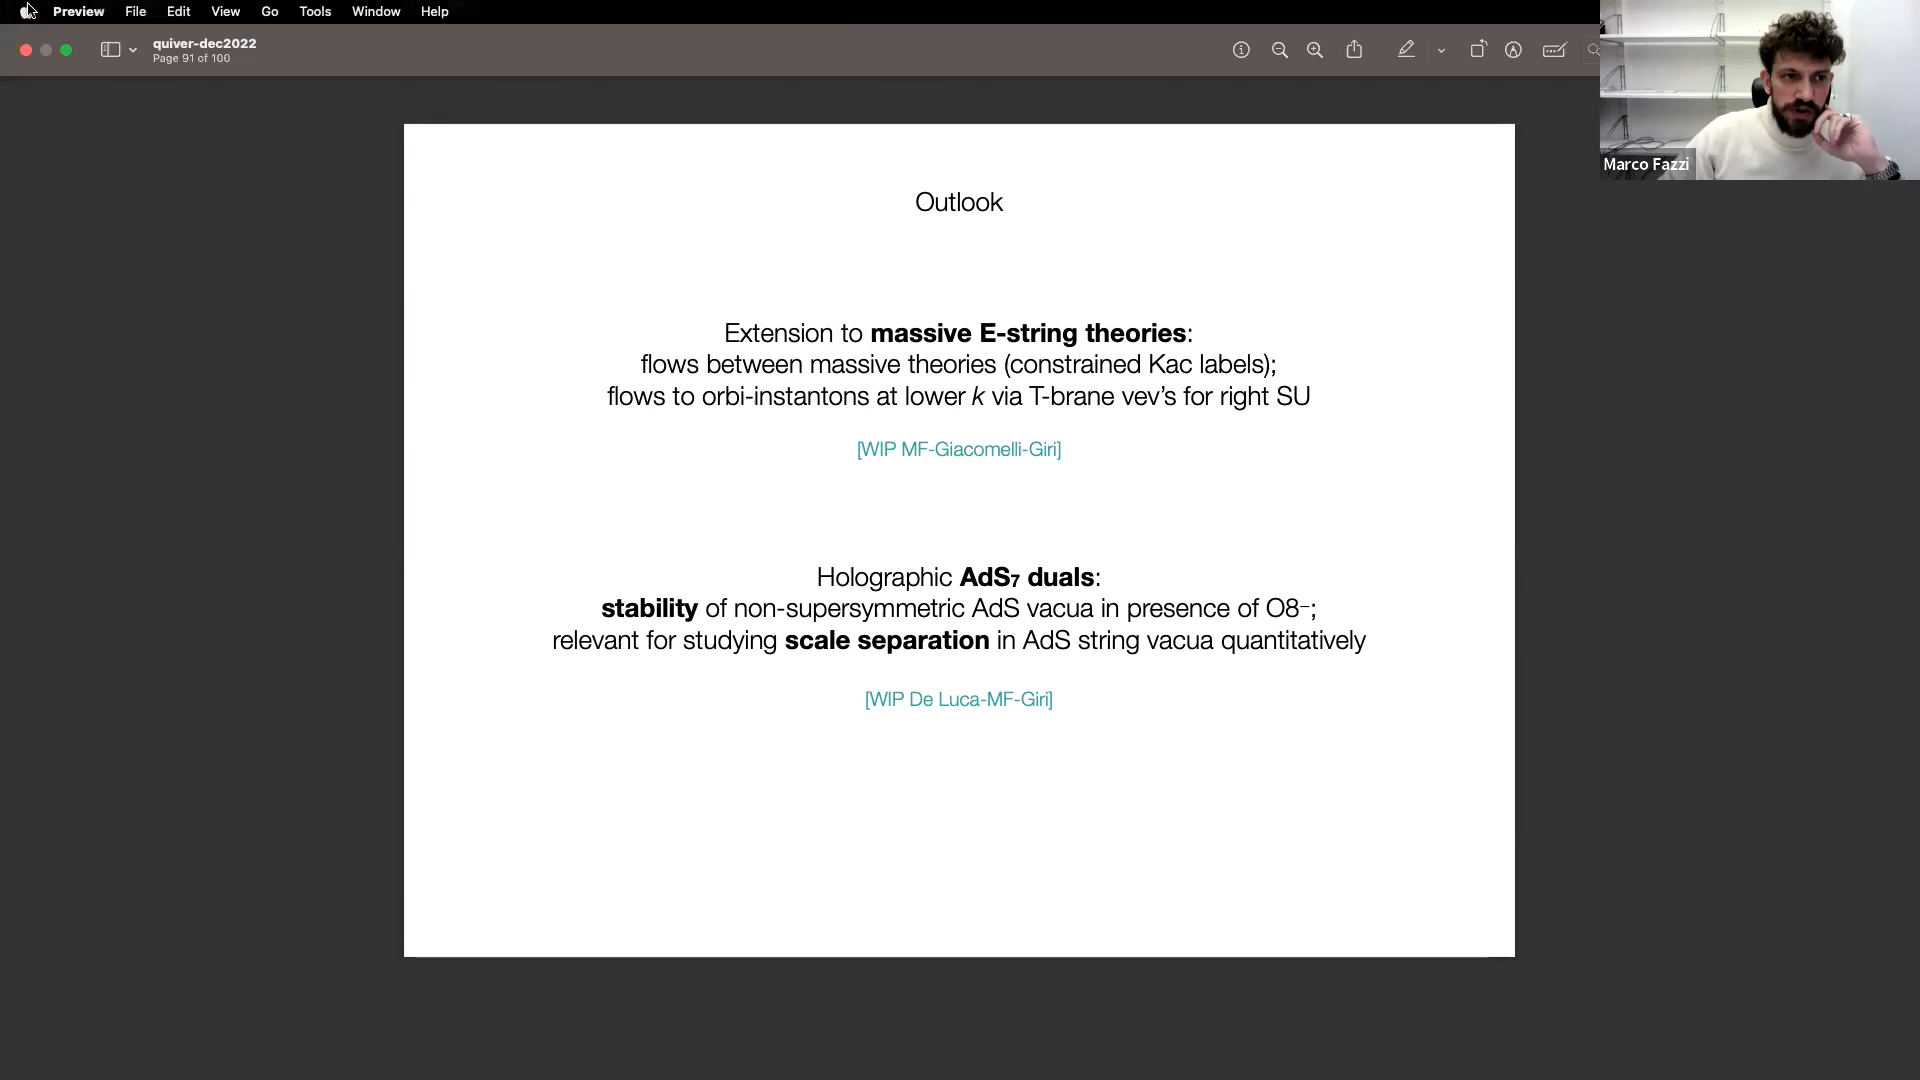 Preview File Edit View Go Tools Window Help
quiver-dec2022
Page 91 of 100
Marco Fazzi
Outlook
Extension to massive E-string theories:
flows between massive theories (constrained Kac labels);
flows to orbi-instantons at lower k via T-brane vev's for right SU
[WIP MF-Giacomelli-Giri]
Holographic AdS₇ duals:
stability of non-supersymmetric AdS vacua in presence of O8⁻;
relevant for studying scale separation in AdS string vacua quantitatively
[WIP De Luca-MF-Giri]